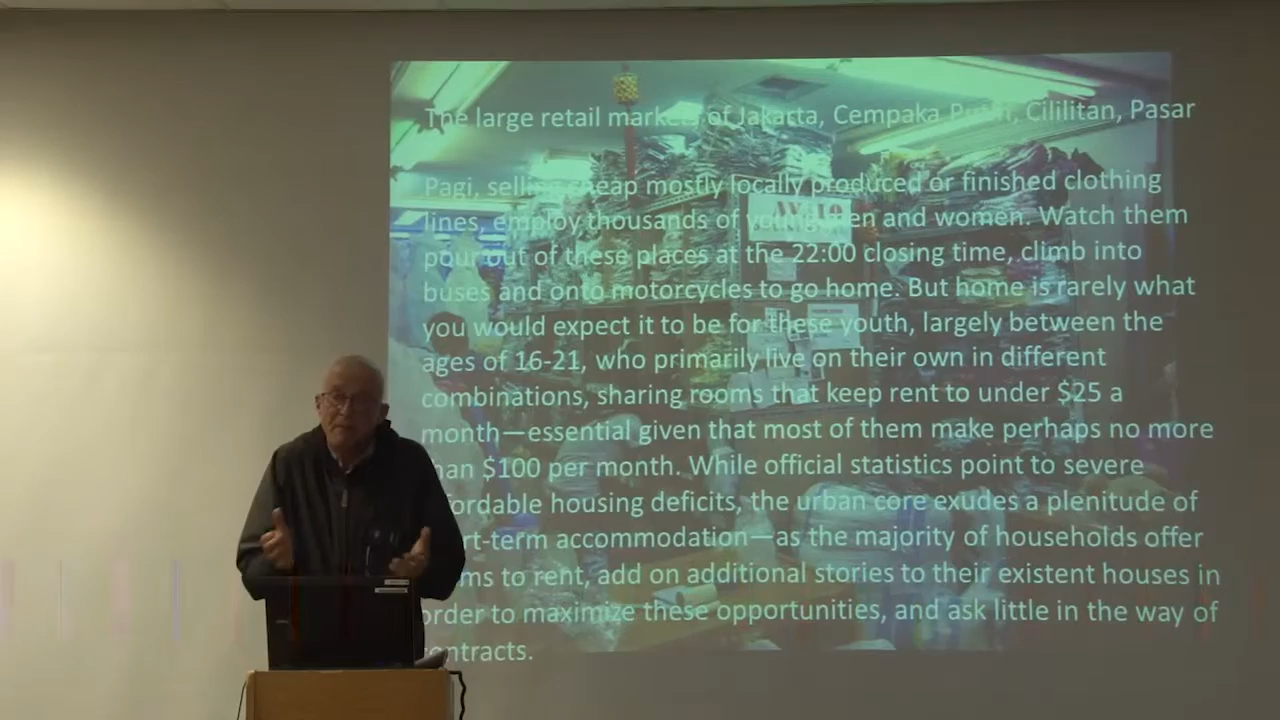 The large retail markets of Jakatta, Cempaka Putih, Cililitan, Pasar
Pagi, selling cheap mostly locally produced or finished clothing
lines, employ thousands of young men and women. Watch them
pour out of these places at the 22:00 closing time, climb into
buses and onto motorcycles to go home. But home is rarely what
you would expect it to be for these youth, largely between the
ages of 16-21, who primarily live on their own in different
combinations, sharing rooms that keep rent to under $25 a
month—essential given that most of them make perhaps no more
than $100 per month. While official statistics point to severe
fordable housing deficits, the urban core exudes a plenitude of
rt-term accommodation—as the majority of households offer
ms to rent, add on additional stories to their existent houses in
order to maximize these opportunities, and ask little in the way of
contracts.